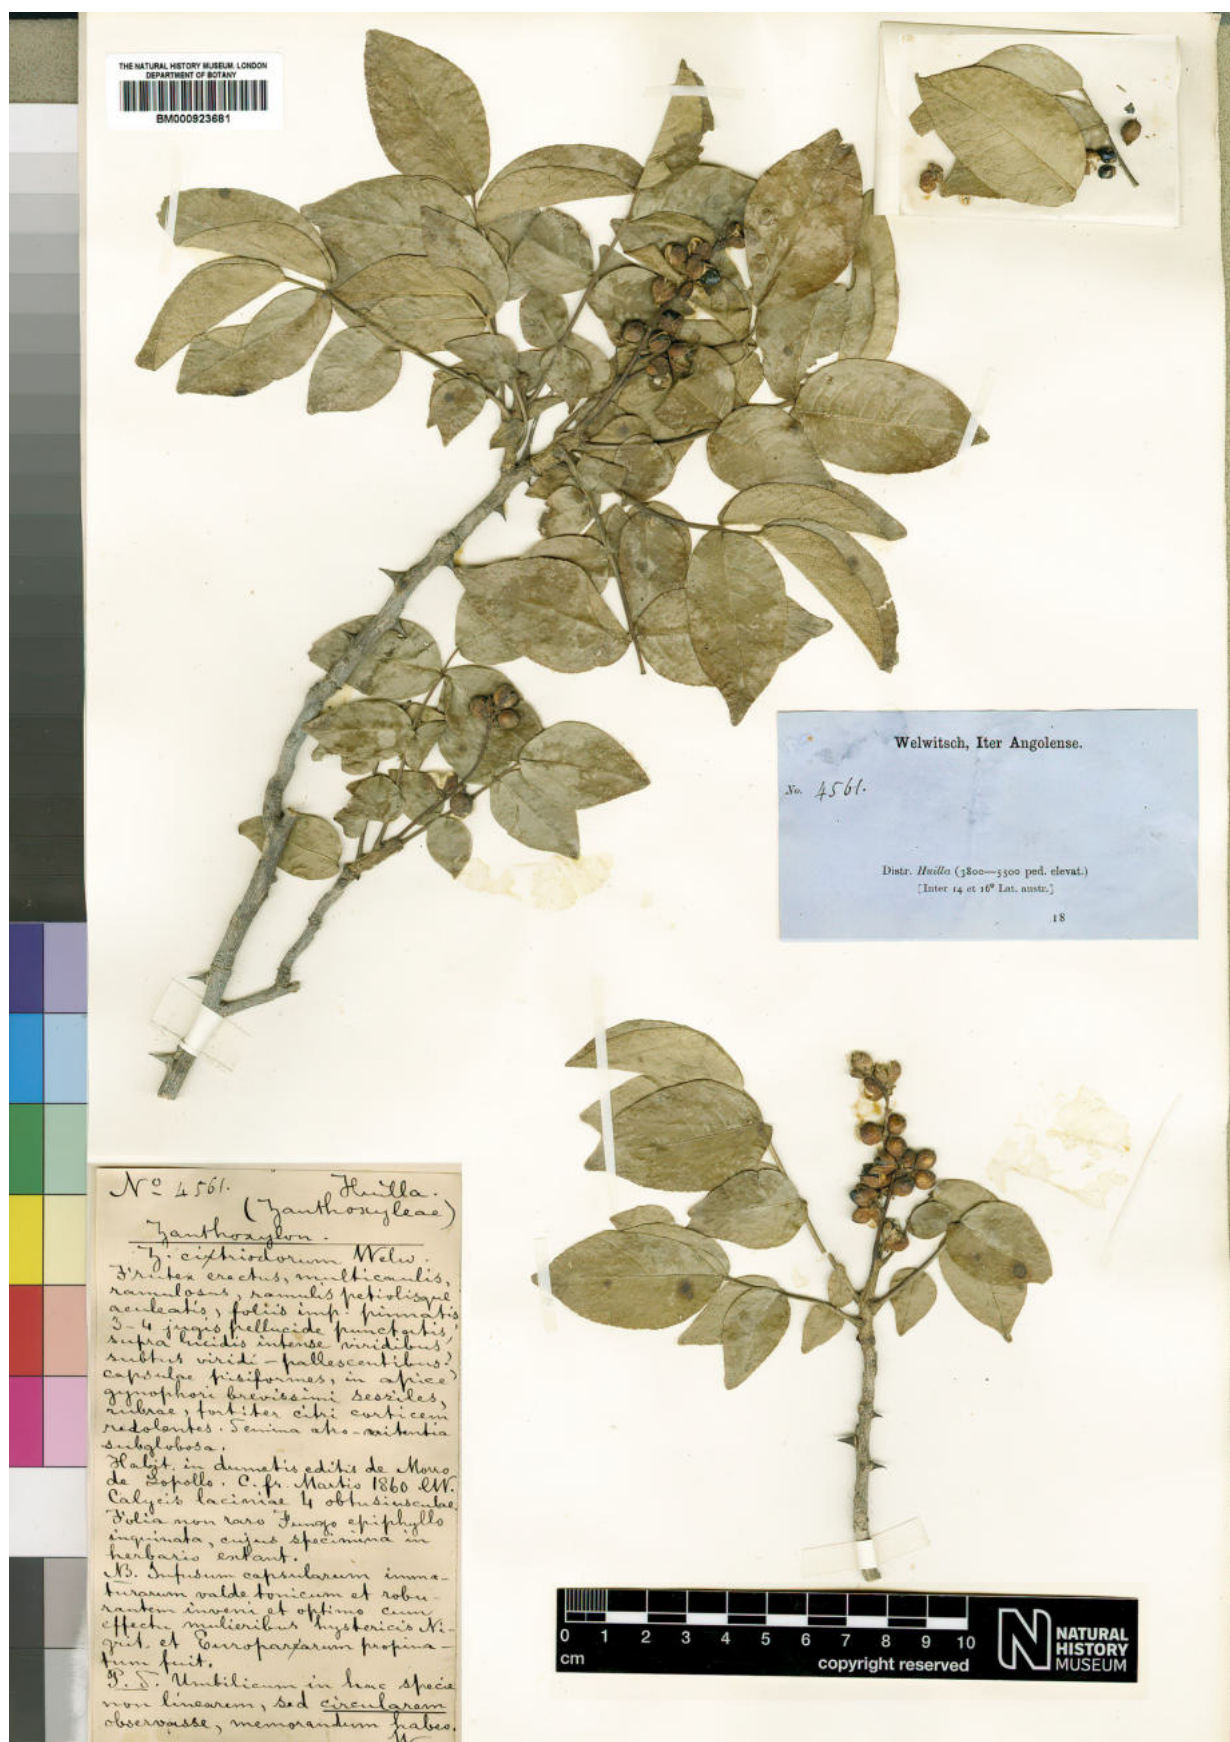 THE NATURAL HISTORY MUSEUM, LONDON
DEPARTMENT OF BOTANY
BM000923681
Welwitsch, Iter Angolense.
No. 4561.
Distr. Huilla (3800—5500 ped. elevat.)
[Inter 14 et 16° Lat. austr.]
18
No 4561. Huilla.
(Zanthoxyleae)
Zanthoxylon.
Z. citriodorum Welw.
Frutex erectus, multicaulis,
ramulosus, ramulis petiolisque
aculeatis, foliis imp. pinnatis
3-4 jugis pellucide punctatis,
supra lucidis intense viridibus,
subtus viridi-pallescentibus;
capsulae pisiformes, in apice
gynophori brevissimi sessiles,
rubrae, fortiter citri corticem
redolentes. Semina atro-nitentia
subglobosa.
Habit. in dumetis editis de Morro
de Lopollo. C. fr. Martio 1860 W.
Calycis laciniae 4 obtusiusculae.
Folia non raro Fungo epiphyllo
inquinata, cujus specimina in
herbario extant.
NB. Infusum capsularum imma-
turarum valde tonicum et robo-
rantem inveni et optimo cum
effectu mulieribus hystericis Ni-
grit. et Europaearum propina-
tum fuit.
P. S. Umbilicum in hac specie
non linearem, sed circularem
observasse, memorandum habeo.
W.
0 1 2 3 4 5 6 7 8 9 10
cm
copyright reserved
NATURAL
HISTORY
MUSEUM